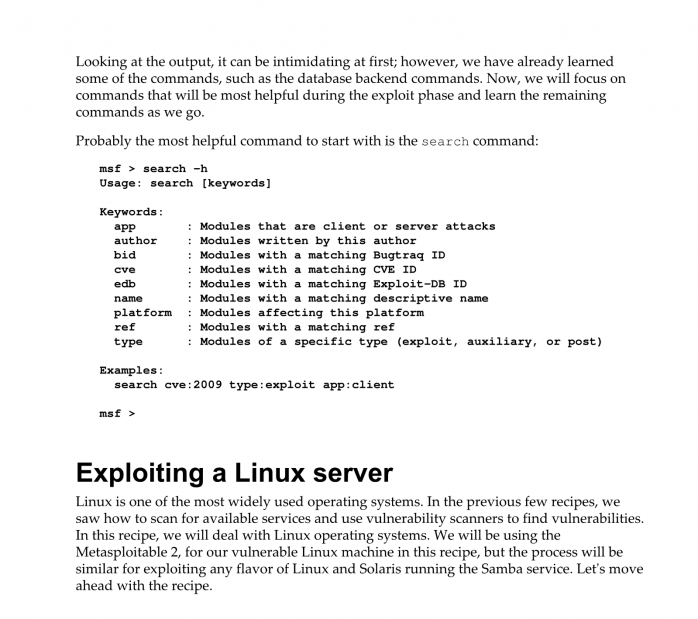 Looking at the output, it can be intimidating at first; however, we have already learned
some of the commands, such as the database backend commands. Now, we will focus on
commands that will be most helpful during the exploit phase and learn the remaining
commands as we go.
Probably the most helpful command to start with is the search command:
msf > search -h
Usage: search [keywords]
Keywords:
app : Modules that are client or server attacks
author : Modules written by this author
bid : Modules with a matching Bugtraq ID
cve : Modules with a matching CVE ID
edb : Modules with a matching Exploit-DB ID
name : Modules with a matching descriptive name
platform : Modules affecting this platform
ref : Modules with a matching ref
type : Modules of a specific type (exploit, auxiliary, or post)
Examples:
search cve:2009 type:exploit app:client
msf >
Exploiting a Linux server
Linux is one of the most widely used operating systems. In the previous few recipes, we
saw how to scan for available services and use vulnerability scanners to find vulnerabilities.
In this recipe, we will deal with Linux operating systems. We will be using the
Metasploitable 2, for our vulnerable Linux machine in this recipe, but the process will be
similar for exploiting any flavor of Linux and Solaris running the Samba service. Let's move
ahead with the recipe.